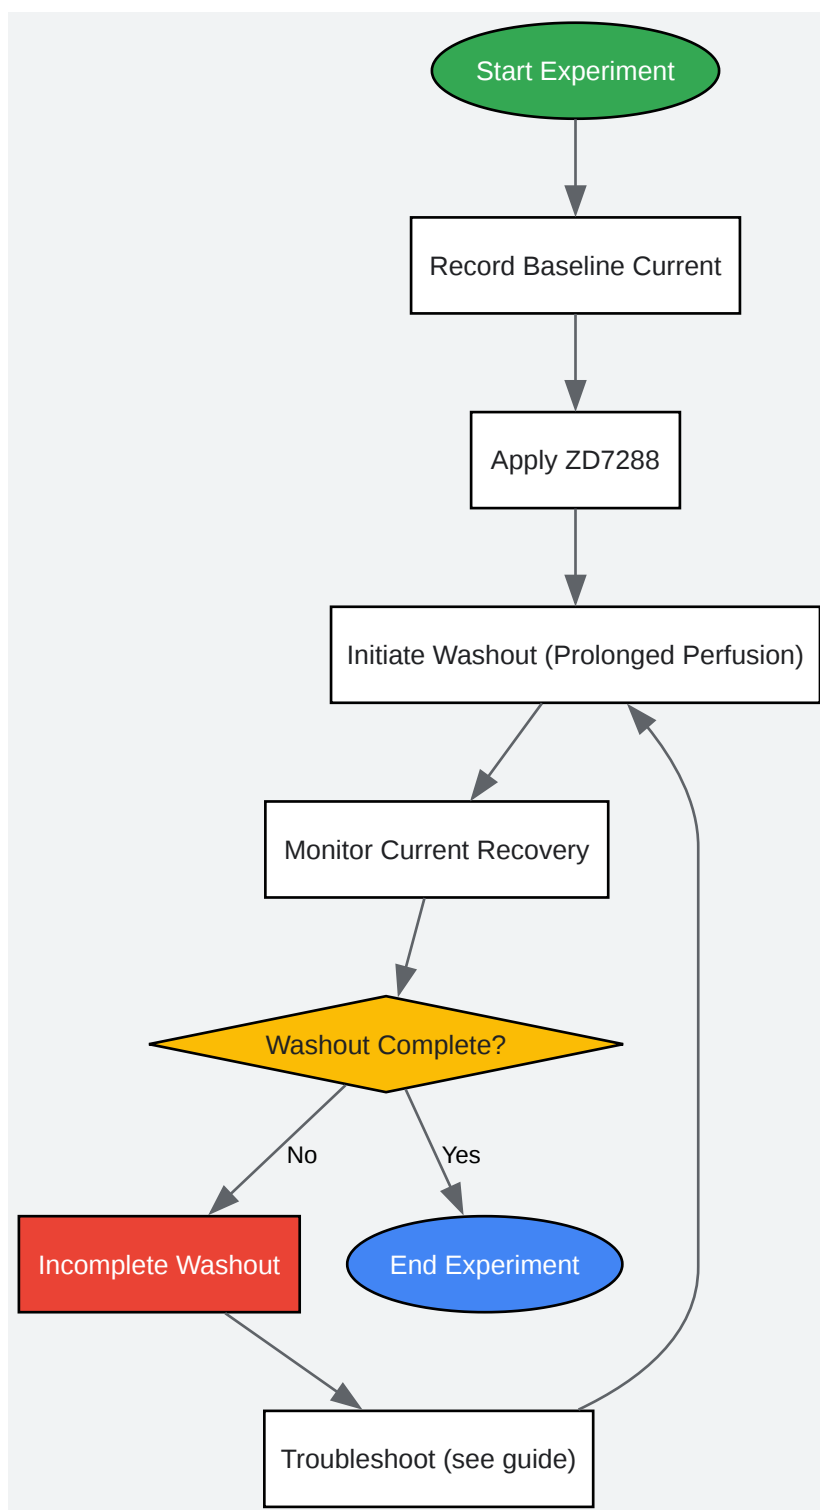 Start Experiment
Record Baseline Current
Apply ZD7288
Initiate Washout (Prolonged Perfusion)
Monitor Current Recovery
Washout Complete?
No
Yes
Incomplete Washout
End Experiment
Troubleshoot (see guide)